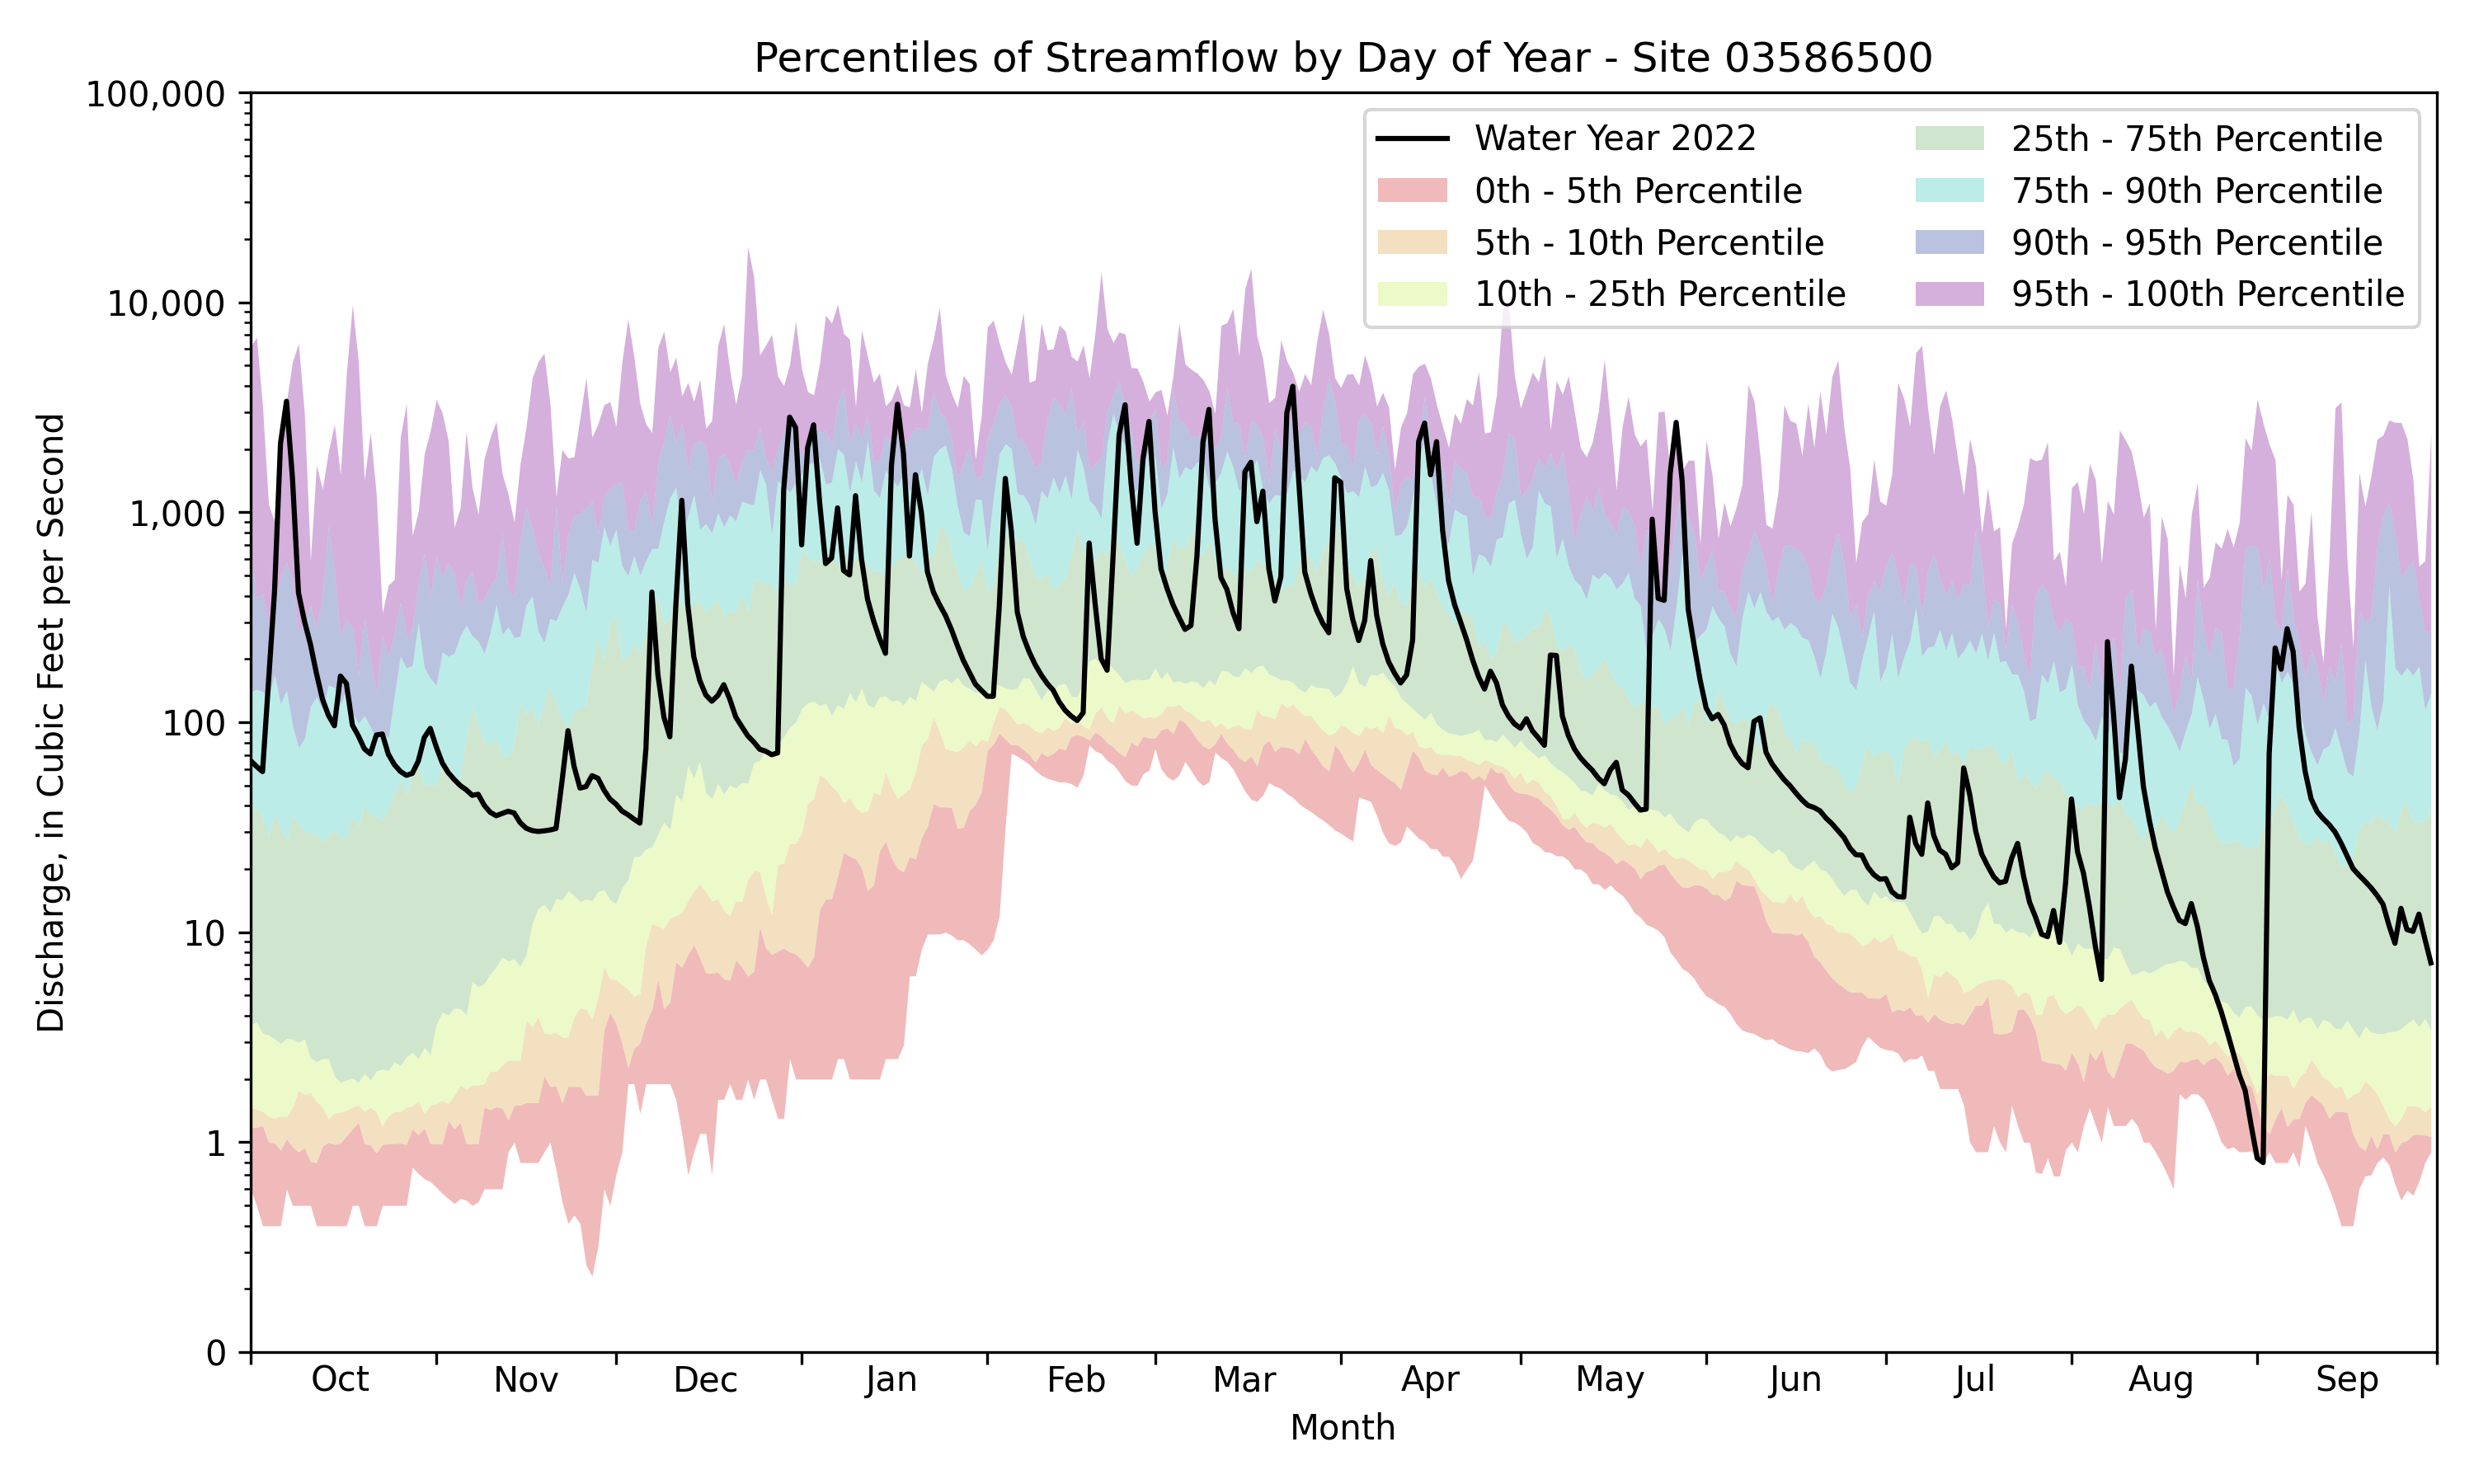 Percentiles of Streamflow by Day of Year - Site 03586500
100,000
10,000
1,000
100
10
1
0
Discharge, in Cubic Feet per Second
Water Year 2022
0th - 5th Percentile
5th - 10th Percentile
10th - 25th Percentile
25th - 75th Percentile
75th - 90th Percentile
90th - 95th Percentile
95th - 100th Percentile
Oct Nov Dec Jan Feb Mar Apr May Jun Jul Aug Sep
Month